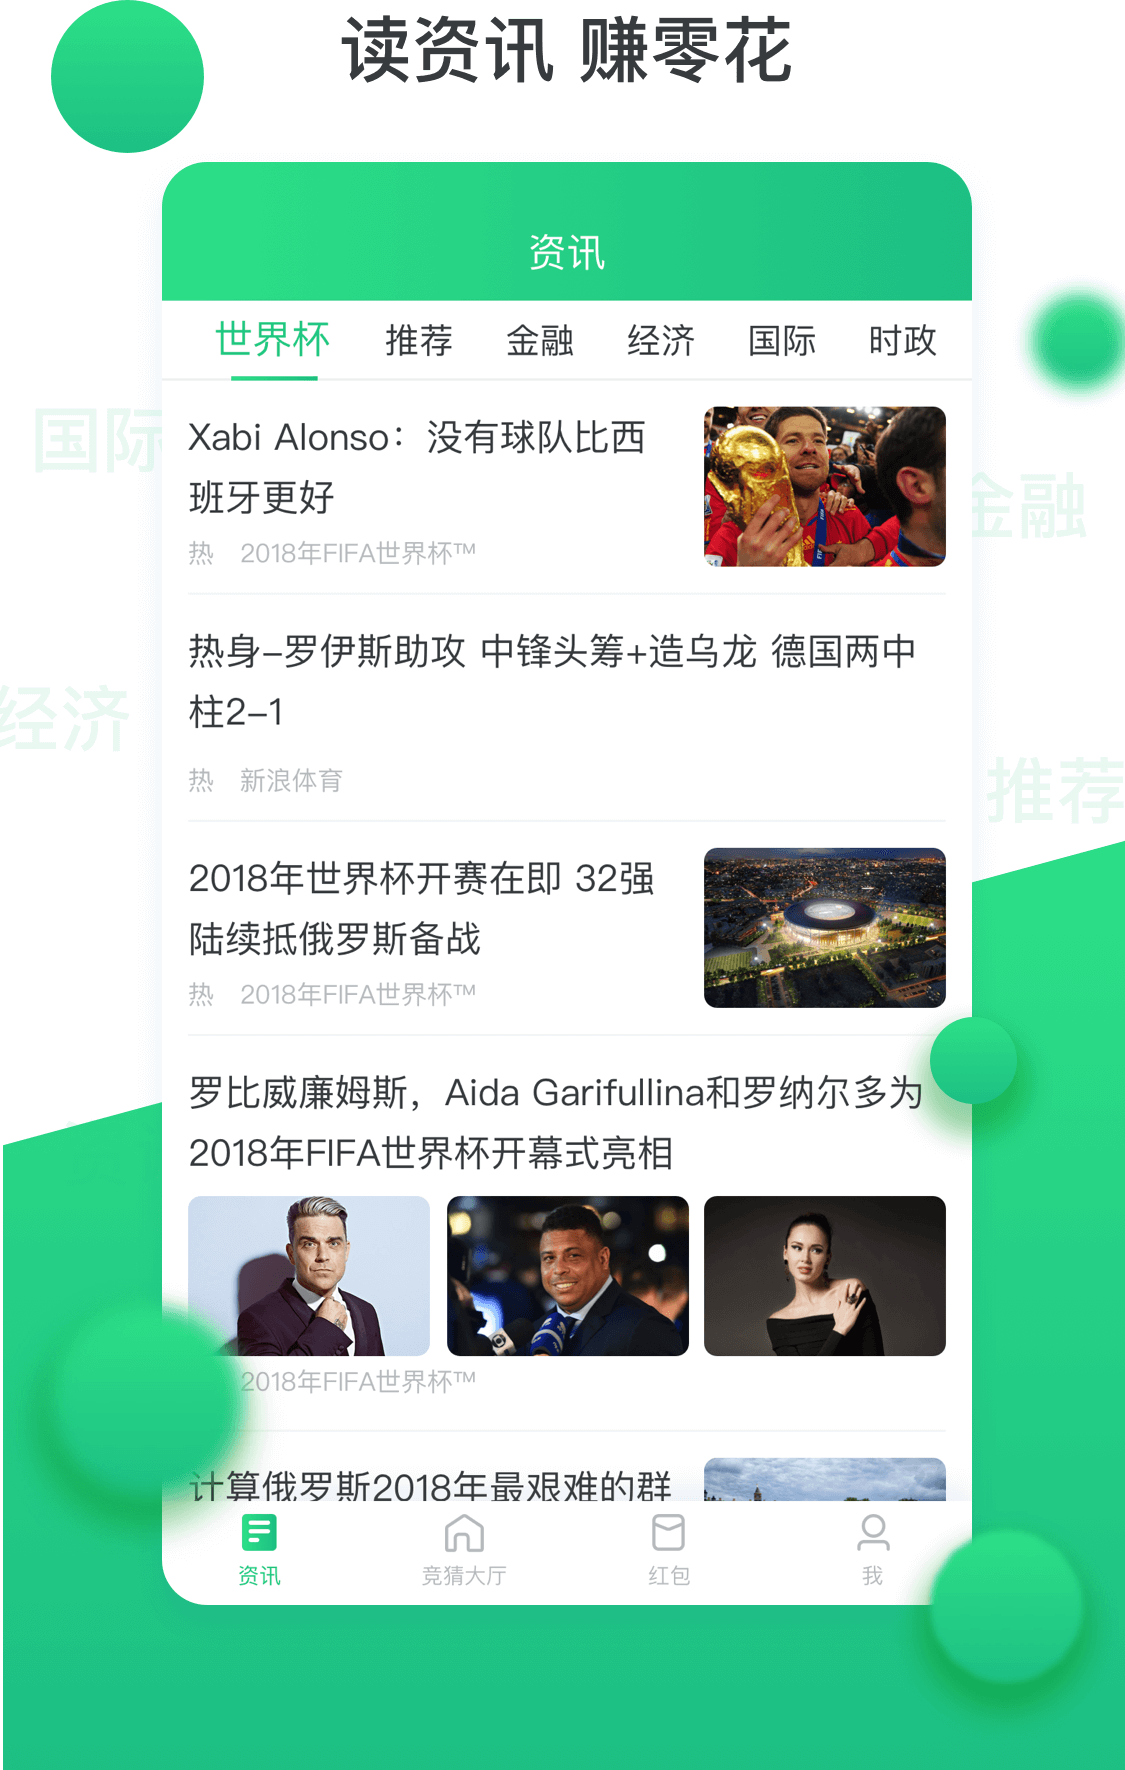 读资讯 赚零花
资讯
世界杯 推荐 金融 经济 国际 时政
国际
金融
经济
推荐
Xabi Alonso：没有球队比西
班牙更好
热 2018年FIFA世界杯™
热身-罗伊斯助攻 中锋头筹+造乌龙 德国两中
柱2-1
热 新浪体育
2018年世界杯开赛在即 32强
陆续抵俄罗斯备战
热 2018年FIFA世界杯™
罗比威廉姆斯，Aida Garifullina和罗纳尔多为
2018年FIFA世界杯开幕式亮相
2018年FIFA世界杯™
计算俄罗斯2018年最艰难的群
资讯 竞猜大厅 红包 我